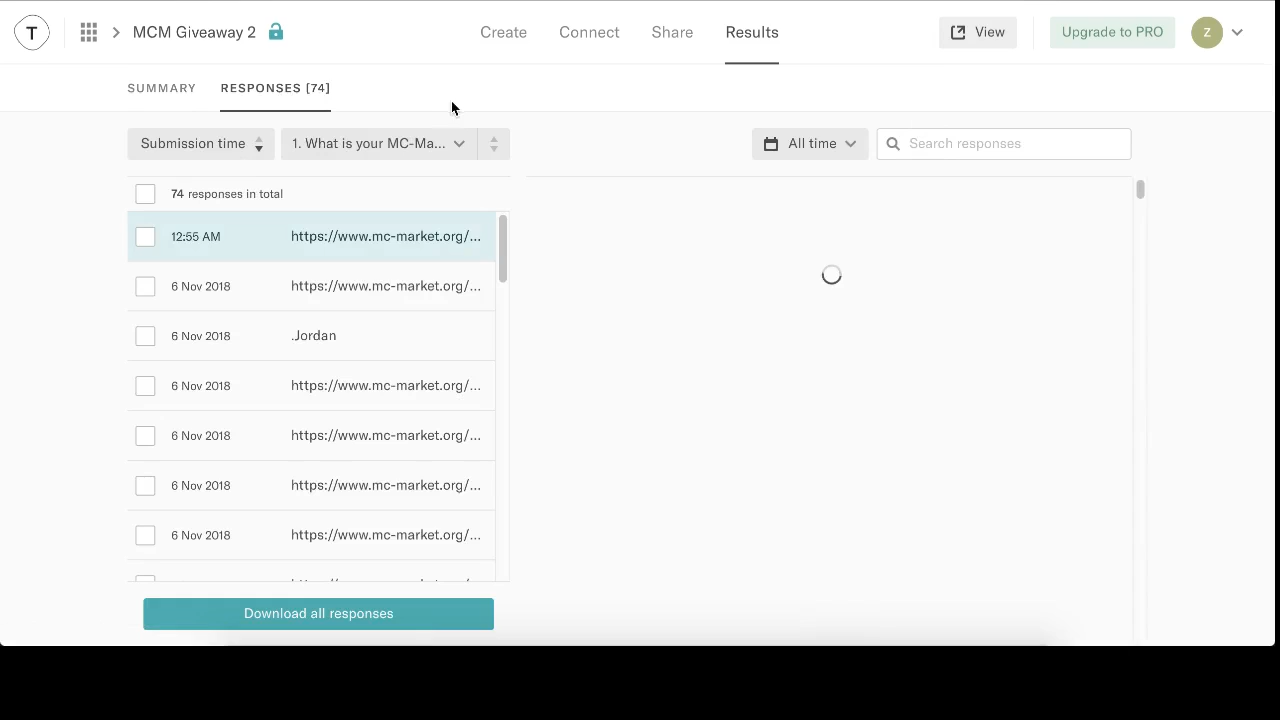 T MCM Giveaway 2 Create Connect Share Results View Upgrade to PRO Z
SUMMARY RESPONSES [74]
Submission time 1. What is your MC-Ma... All time Search responses
74 responses in total
12:55 AM https://www.mc-market.org/...
6 Nov 2018 https://www.mc-market.org/...
6 Nov 2018 .Jordan
6 Nov 2018 https://www.mc-market.org/...
6 Nov 2018 https://www.mc-market.org/...
6 Nov 2018 https://www.mc-market.org/...
6 Nov 2018 https://www.mc-market.org/...
Download all responses